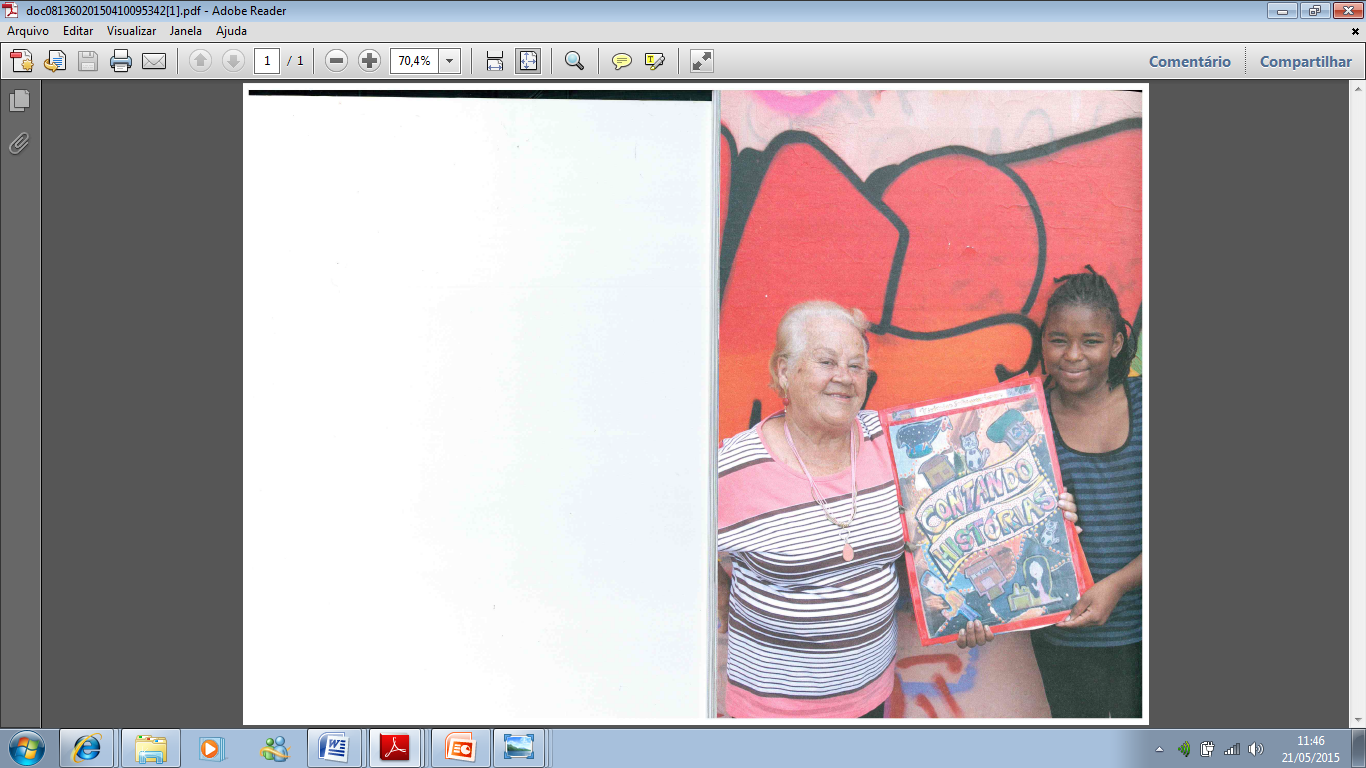 doc08136020150410095342[1].pdf - Adobe Reader
Arquivo Editar Visualizar Janela Ajuda
1 / 1 70,4% Comentário Compartilhar
CONTANDO
HISTÓRIAS
11:46
21/05/2015